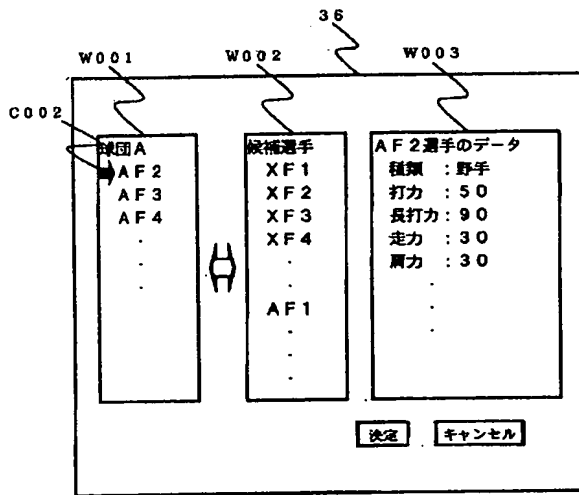 36
W001
W002
W003
C002
球団A
AF2
AF3
AF4
候補選手
XF1
XF2
XF3
XF4
AF1
AF2選手のデータ
種類 :野手
打力 :50
長打力:90
走力 :30
肩力 :30
決定
キャンセル